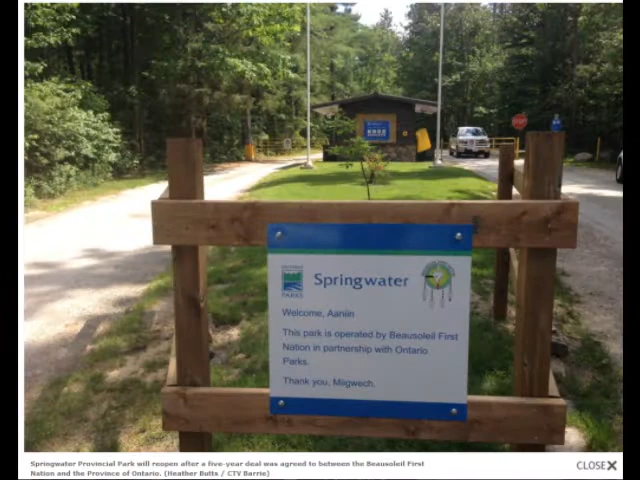 ONTARIO
PARKS
Springwater
Welcome, Aaniin
This park is operated by Beausoleil First
Nation in partnership with Ontario
Parks.
Thank you, Miigwech.
Springwater Provincial Park will reopen after a five-year deal was agreed to between the Beausoleil First
Nation and the Province of Ontario. (Heather Butts / CTV Barrie)
CLOSE X